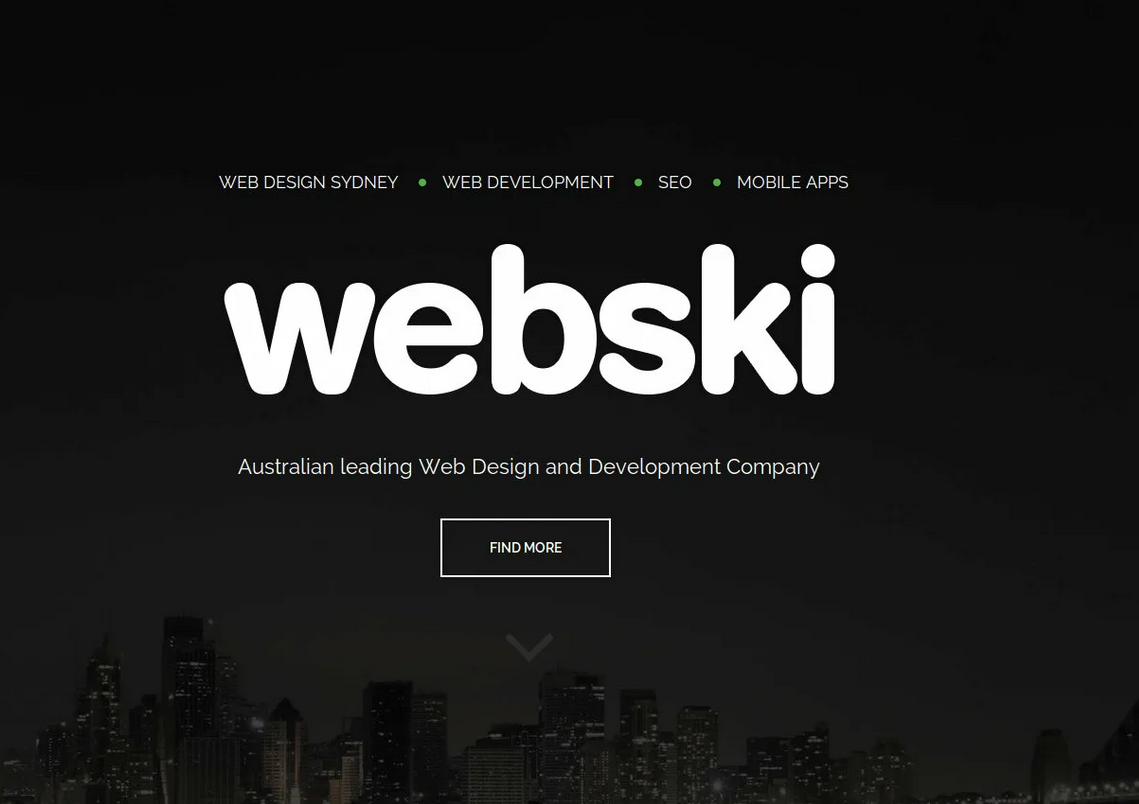 WEB DESIGN SYDNEY • WEB DEVELOPMENT • SEO • MOBILE APPS
webski
Australian leading Web Design and Development Company
FIND MORE